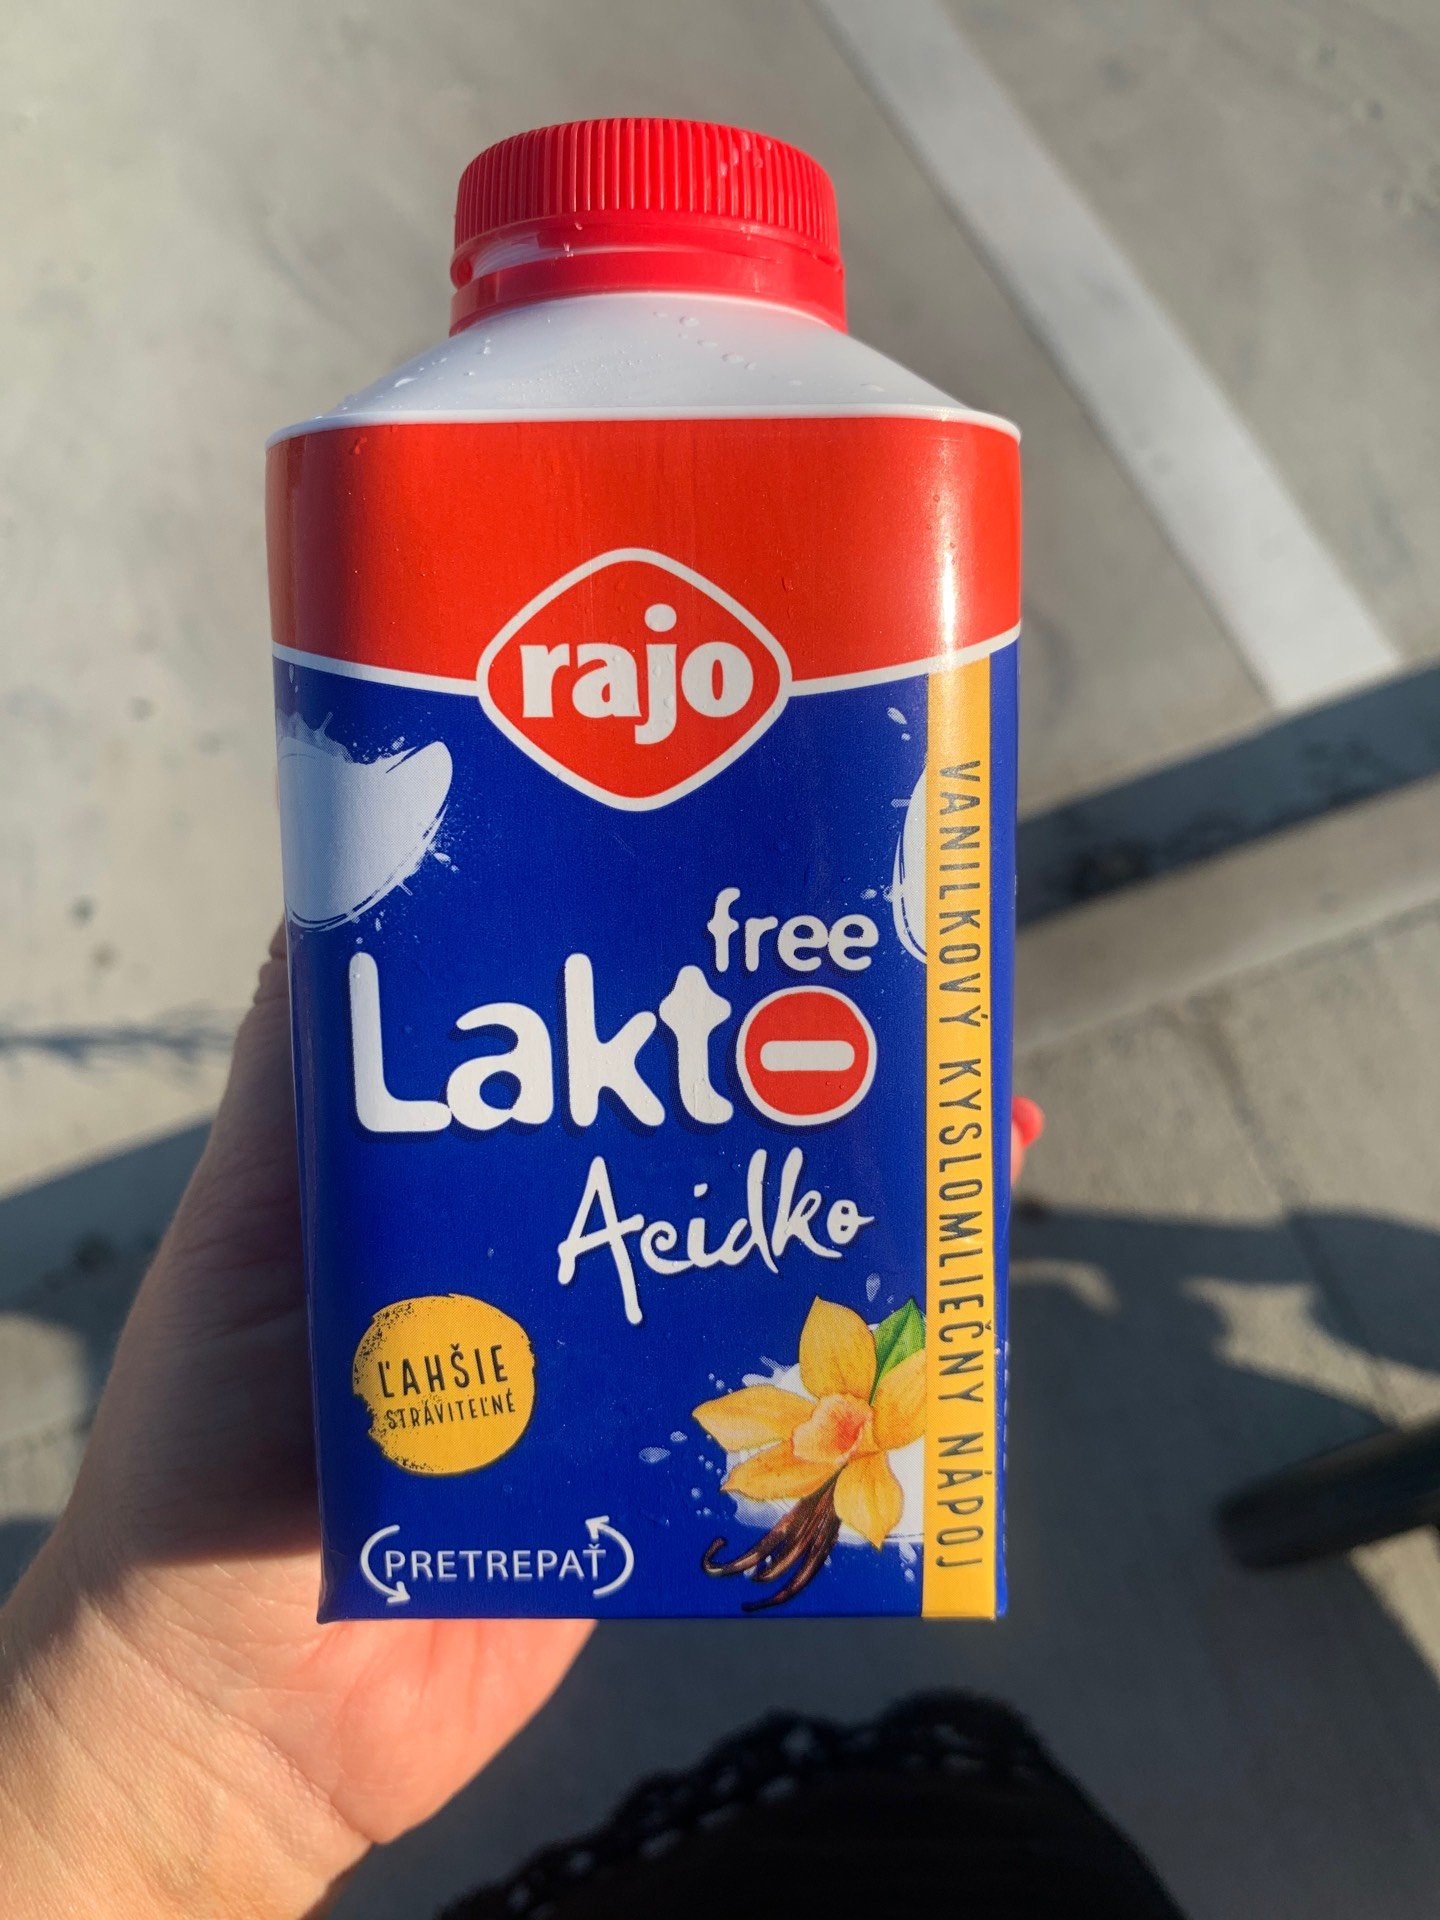 rajo
free
Lakto
Acidko
ĽAHŠIE
STRÁVITEĽNÉ
PRETREPAŤ
VANILKOVÝ KYSLOMLIEČNY NÁPOJ